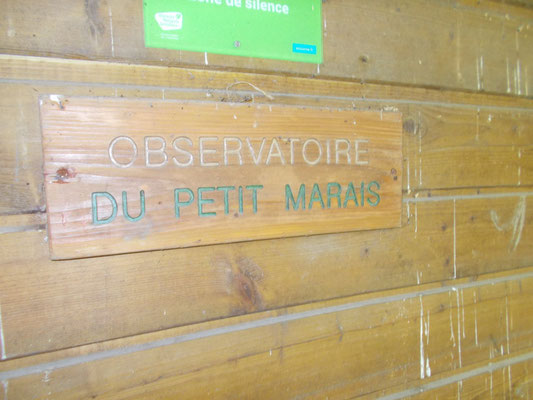 de silence
OBSERVATOIRE
DU PETIT MARAIS